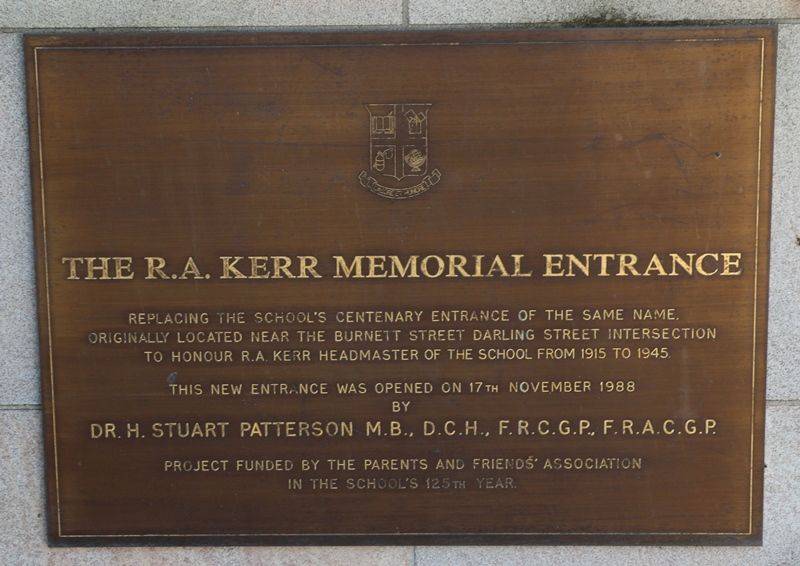 THE R.A. KERR MEMORIAL ENTRANCE
REPLACING THE SCHOOL'S CENTENARY ENTRANCE OF THE SAME NAME,
ORIGINALLY LOCATED NEAR THE BURNETT STREET DARLING STREET INTERSECTION
TO HONOUR R.A. KERR HEADMASTER OF THE SCHOOL FROM 1915 TO 1945.
THIS NEW ENTRANCE WAS OPENED ON 17TH NOVEMBER 1988
BY
DR. H. STUART PATTERSON M.B., D.C.H., F.R.C.G.P., F.R.A.C.G.P.
PROJECT FUNDED BY THE PARENTS AND FRIENDS' ASSOCIATION
IN THE SCHOOL'S 125TH YEAR.